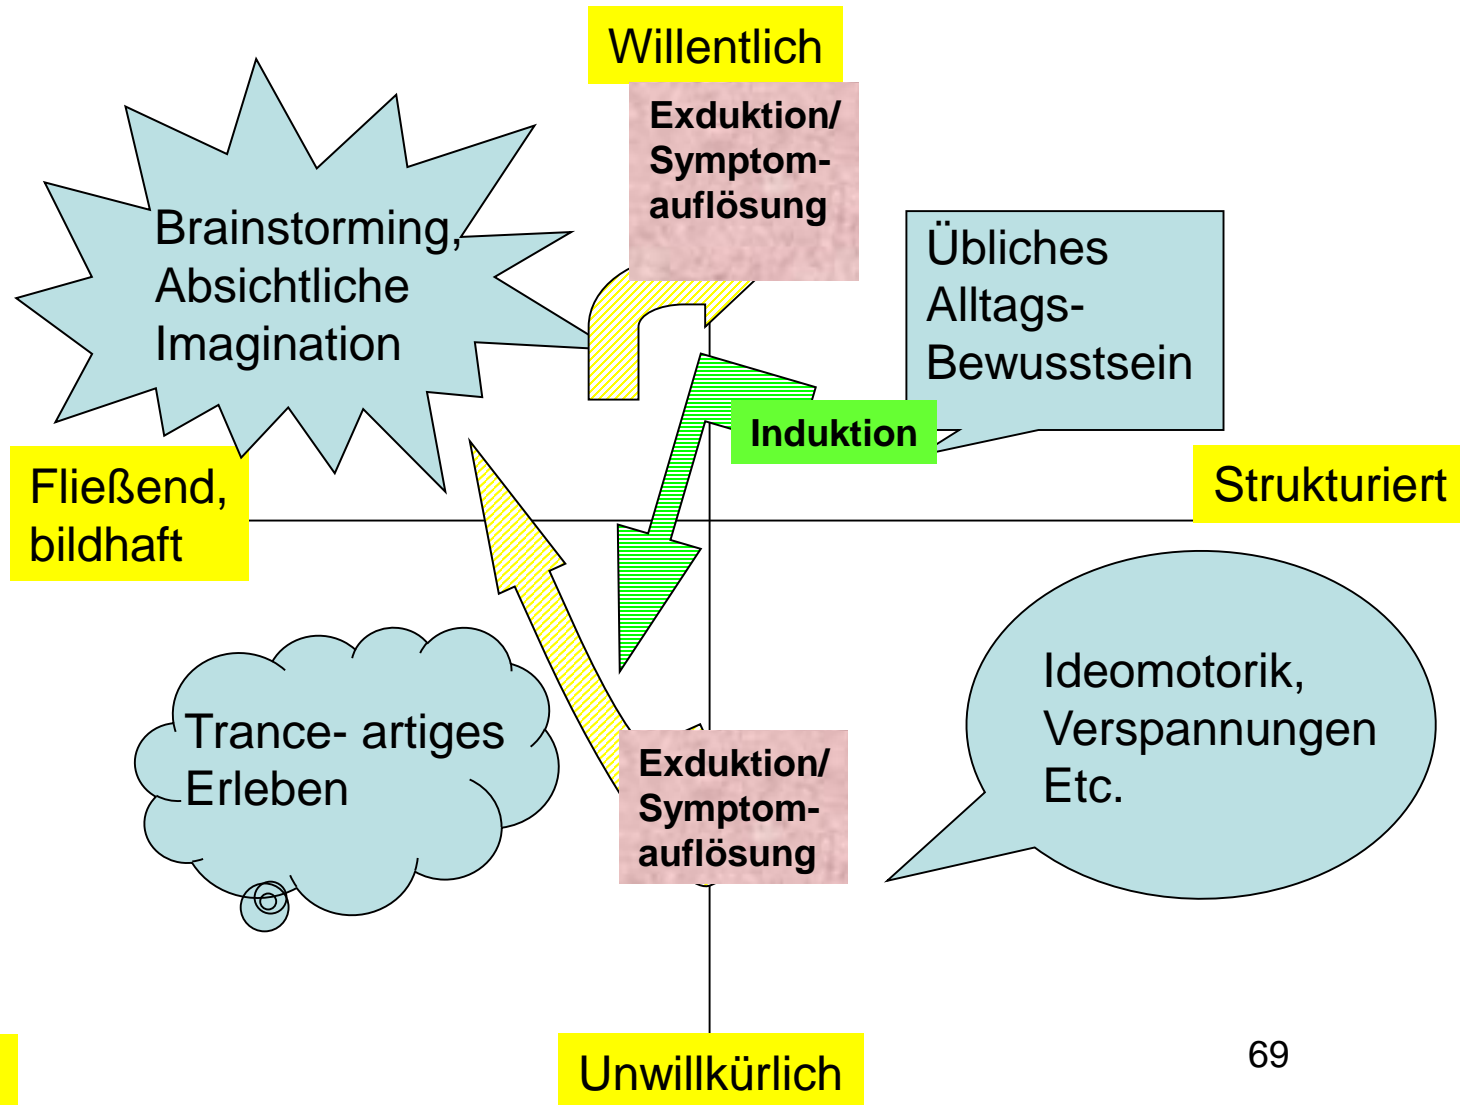 Willentlich
Exduktion/
Symptom-
auflösung
Brainstorming,
Absichtliche
Imagination
Übliches
Alltags-
Bewusstsein
Induktion
Fließend,
bildhaft
Strukturiert
Trance- artiges
Erleben
Exduktion/
Symptom-
auflösung
Ideomotorik,
Verspannungen
Etc.
Unwillkürlich
69